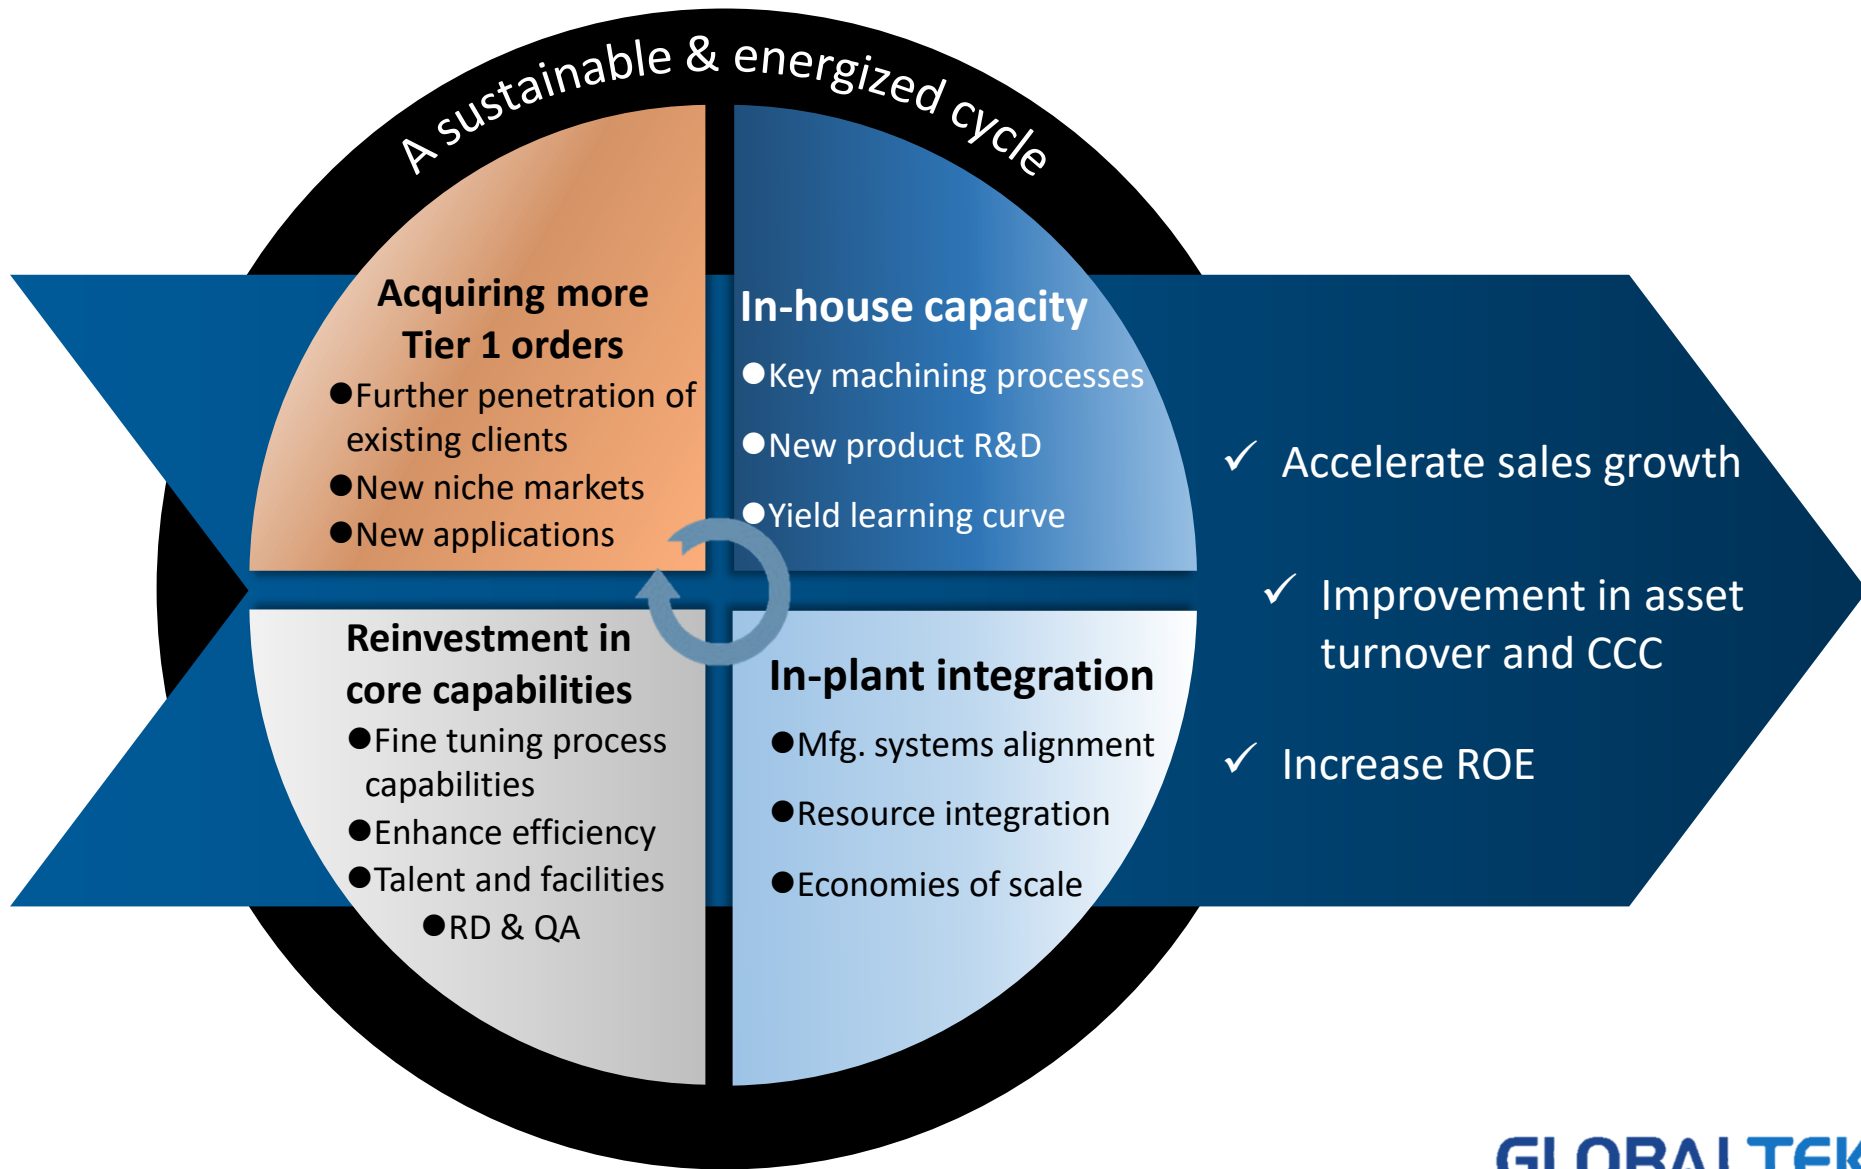 A sustainable & energized cycle
Acquiring more
Tier 1 orders
●Further penetration of
existing clients
●New niche markets
●New applications
In-house capacity
●Key machining processes
●New product R&D
●Yield learning curve
Reinvestment in
core capabilities
●Fine tuning process
capabilities
●Enhance efficiency
●Talent and facilities
●RD & QA
In-plant integration
●Mfg. systems alignment
●Resource integration
●Economies of scale
✓ Accelerate sales growth
✓ Improvement in asset
turnover and CCC
✓ Increase ROE
GLOBALTEK